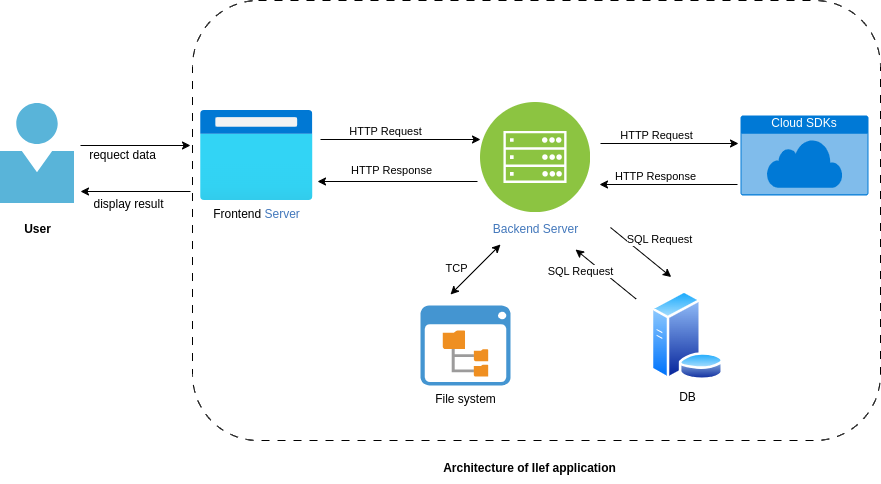 Cloud SDKs
HTTP Request
HTTP Request
requect data
HTTP Response
HTTP Response
display result
Frontend Server
User
Backend Server
SQL Request
TCP
SQL Request
File system
DB
Architecture of Ilef application